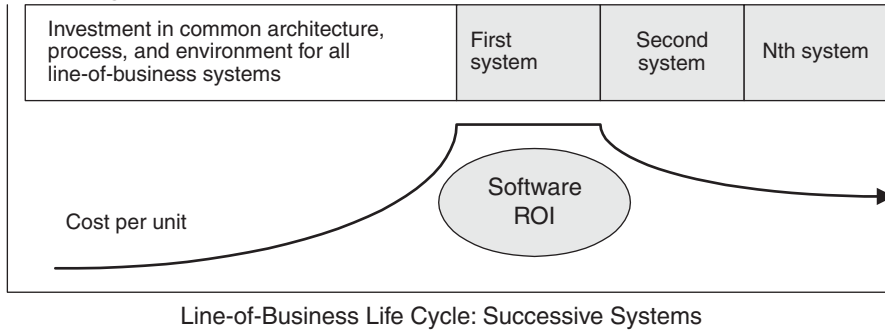 Investment in common architecture,
process, and environment for all
line-of-business systems
First
system
Second
system
Nth system
Cost per unit
Software
ROI
Line-of-Business Life Cycle: Successive Systems